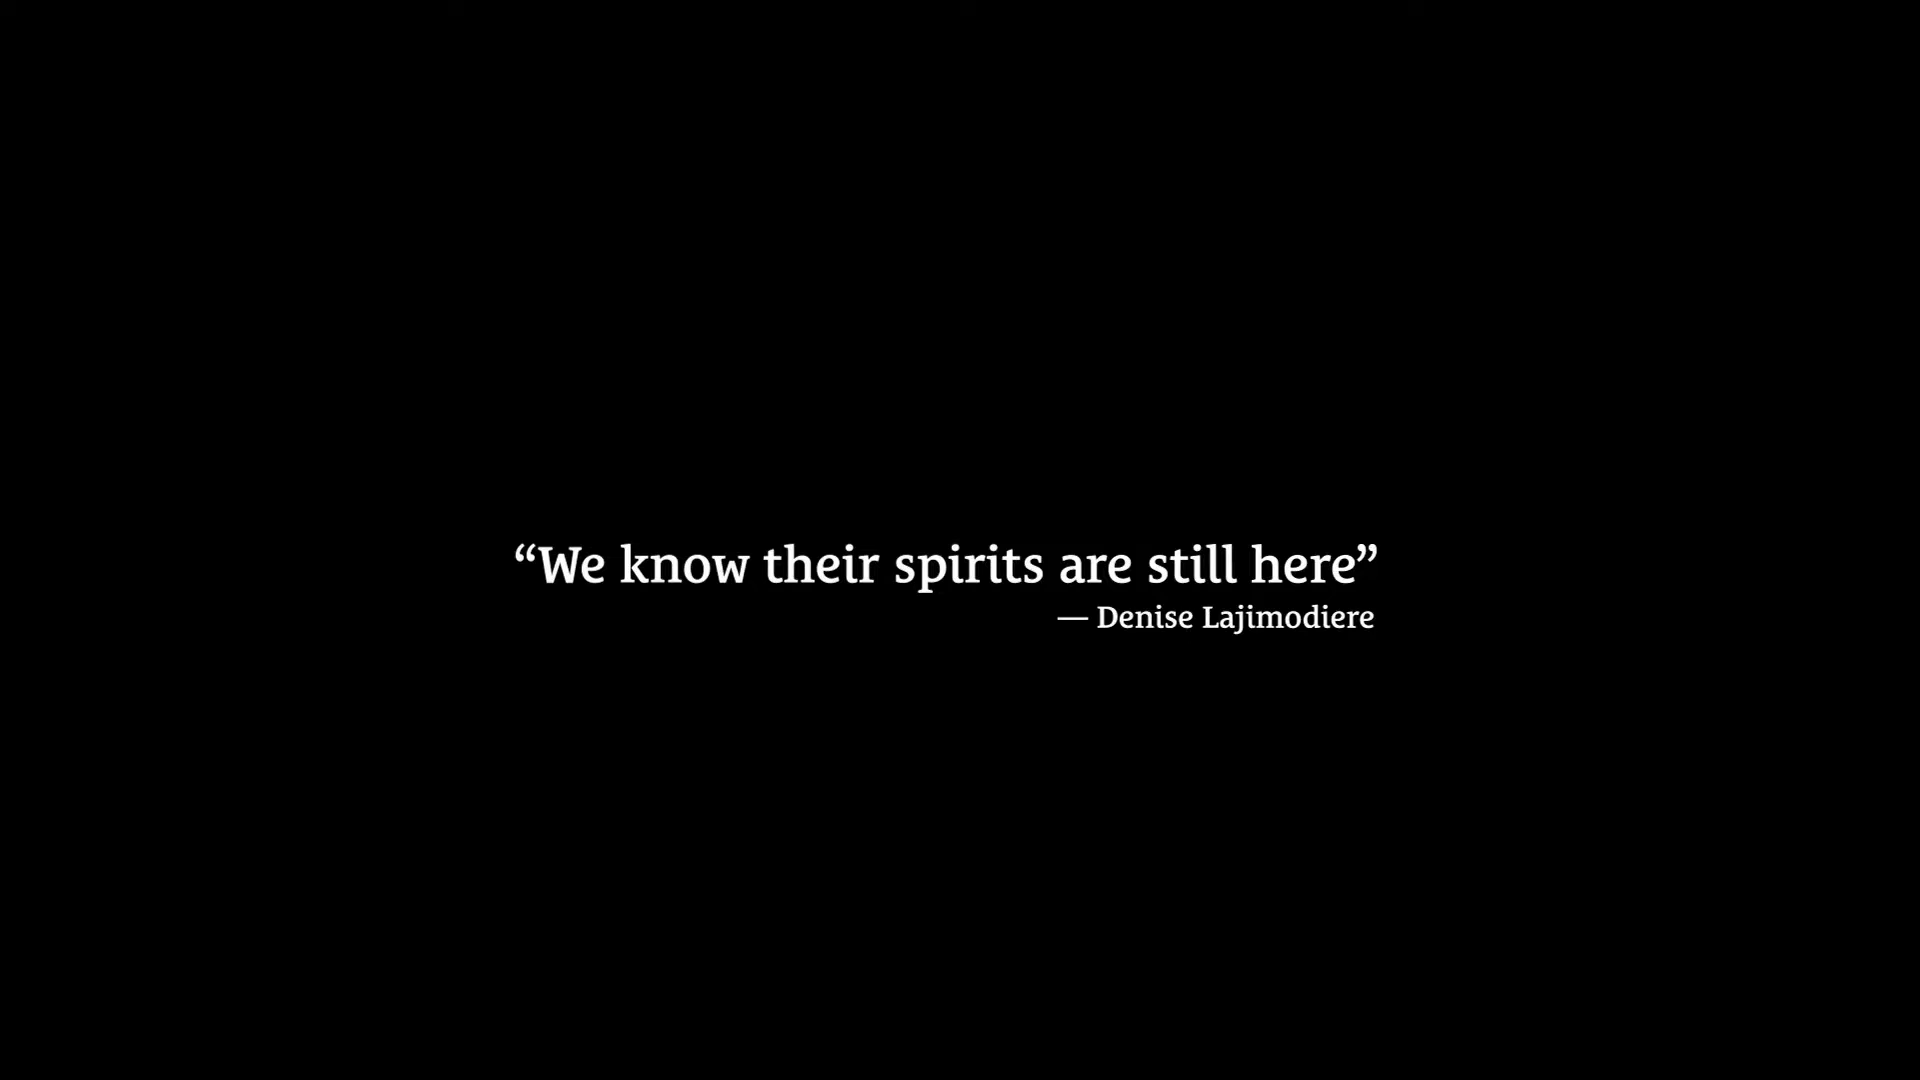 “We know their spirits are still here”
— Denise Lajimodiere